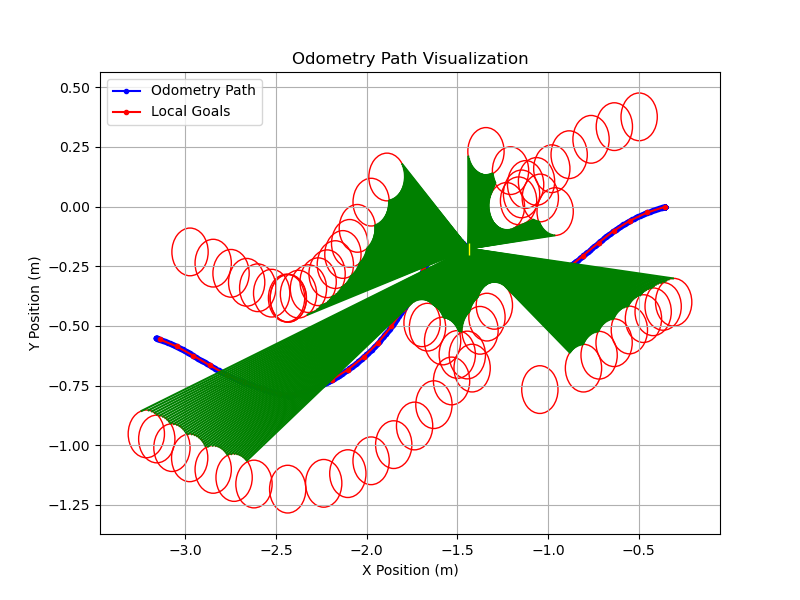 Odometry Path Visualization
Odometry Path
Local Goals
Y Position (m)
0.50
0.25
0.00
−0.25
−0.50
−0.75
−1.00
−1.25
−3.0 −2.5 −2.0 −1.5 −1.0 −0.5
X Position (m)